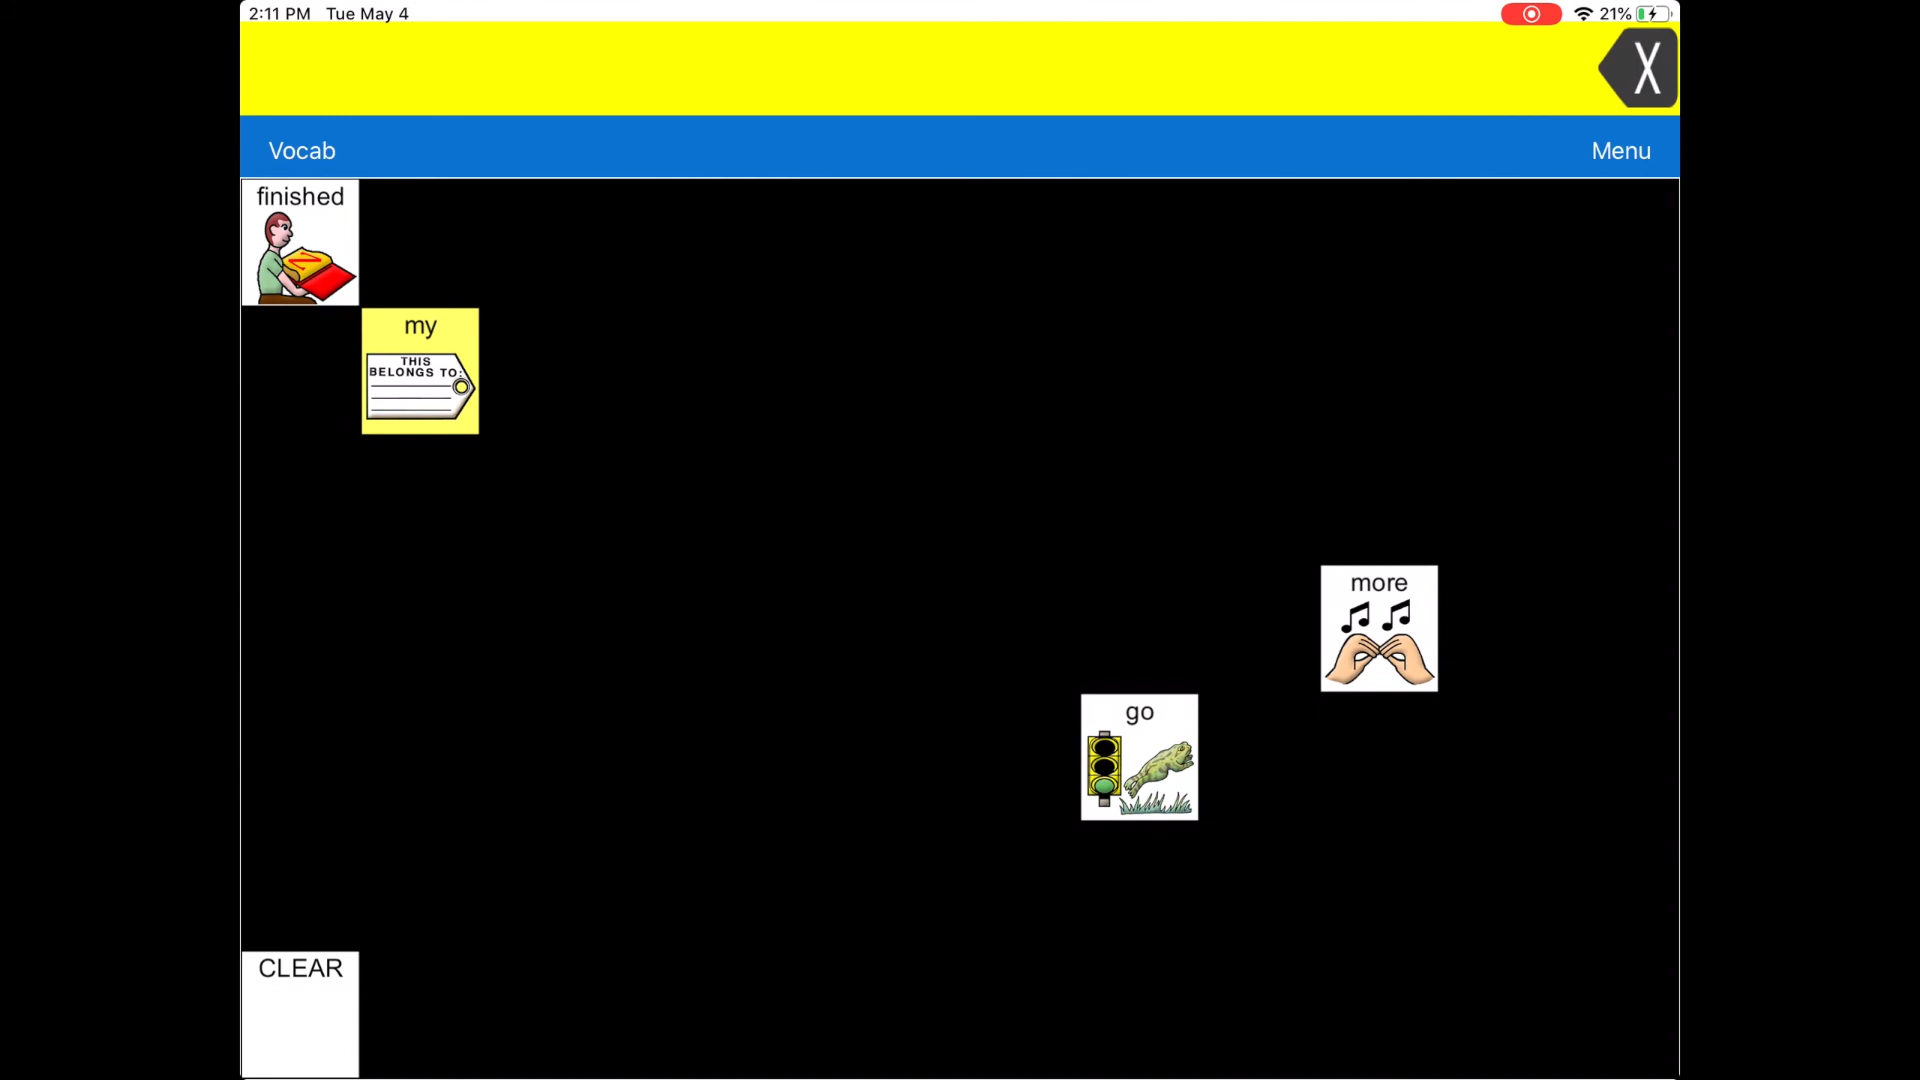 2:11 PM Tue May 4
21%
X
Vocab
Menu
finished
my
THIS
BELONGS TO:
more
go
CLEAR